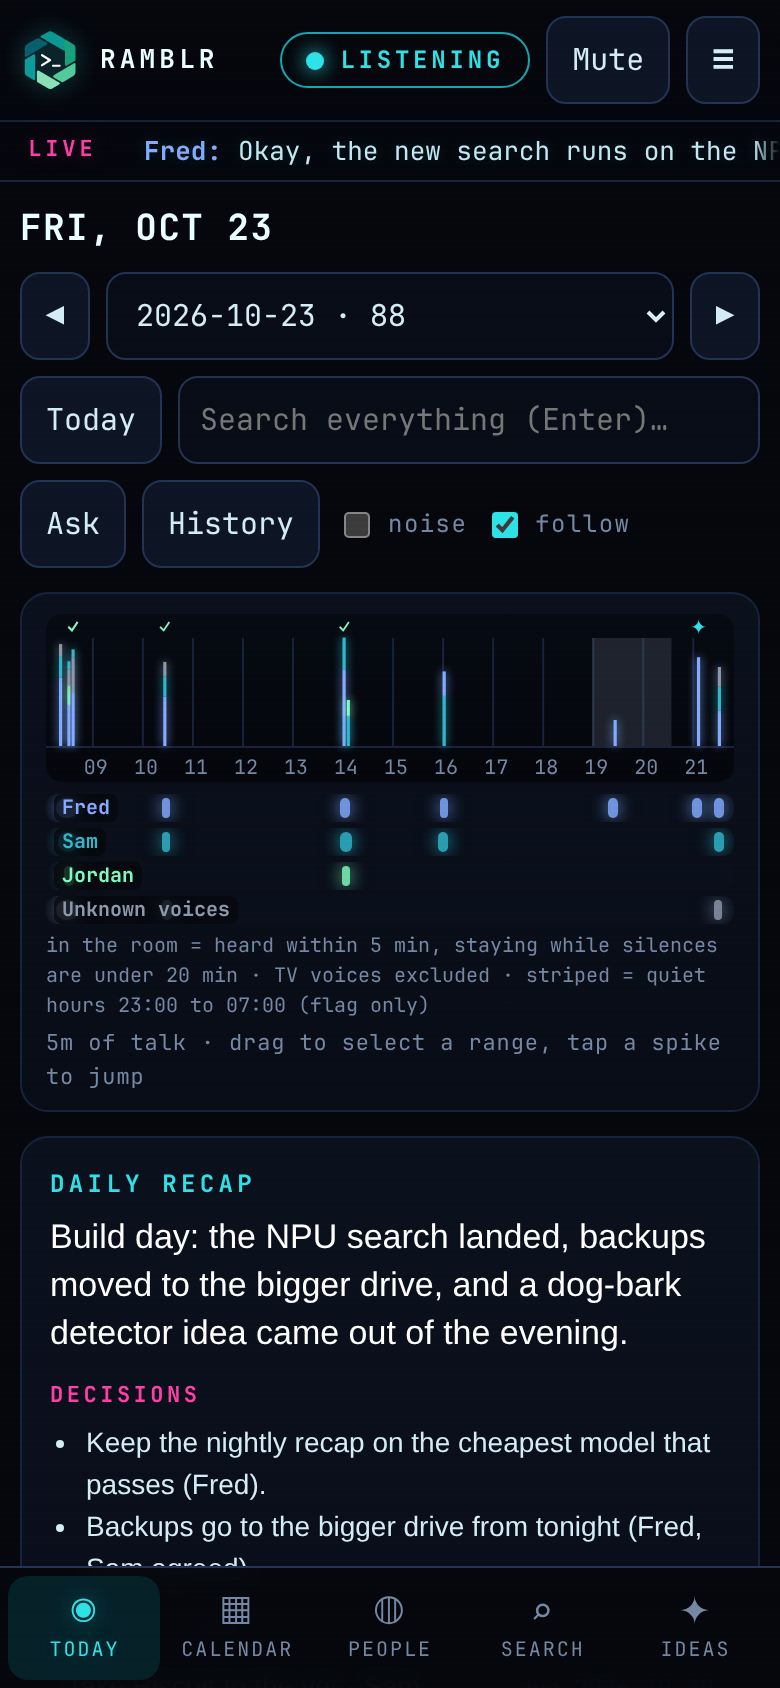 RAMBLR
LISTENING
Mute
LIVE
Fred: Okay, the new search runs on the
FRI, OCT 23
2026-10-23 · 88
Today
Search everything (Enter)…
Ask
History
noise
follow
09 10 11 12 13 14 15 16 17 18 19 20 21
Fred
Sam
Jordan
Unknown voices
in the room = heard within 5 min, staying while silences
are under 20 min · TV voices excluded · striped = quiet
hours 23:00 to 07:00 (flag only)
5m of talk · drag to select a range, tap a spike
to jump
DAILY RECAP
Build day: the NPU search landed, backups
moved to the bigger drive, and a dog-bark
detector idea came out of the evening.
DECISIONS
• Keep the nightly recap on the cheapest model that
passes (Fred).
• Backups go to the bigger drive from tonight (Fred,
TODAY
CALENDAR
PEOPLE
SEARCH
IDEAS